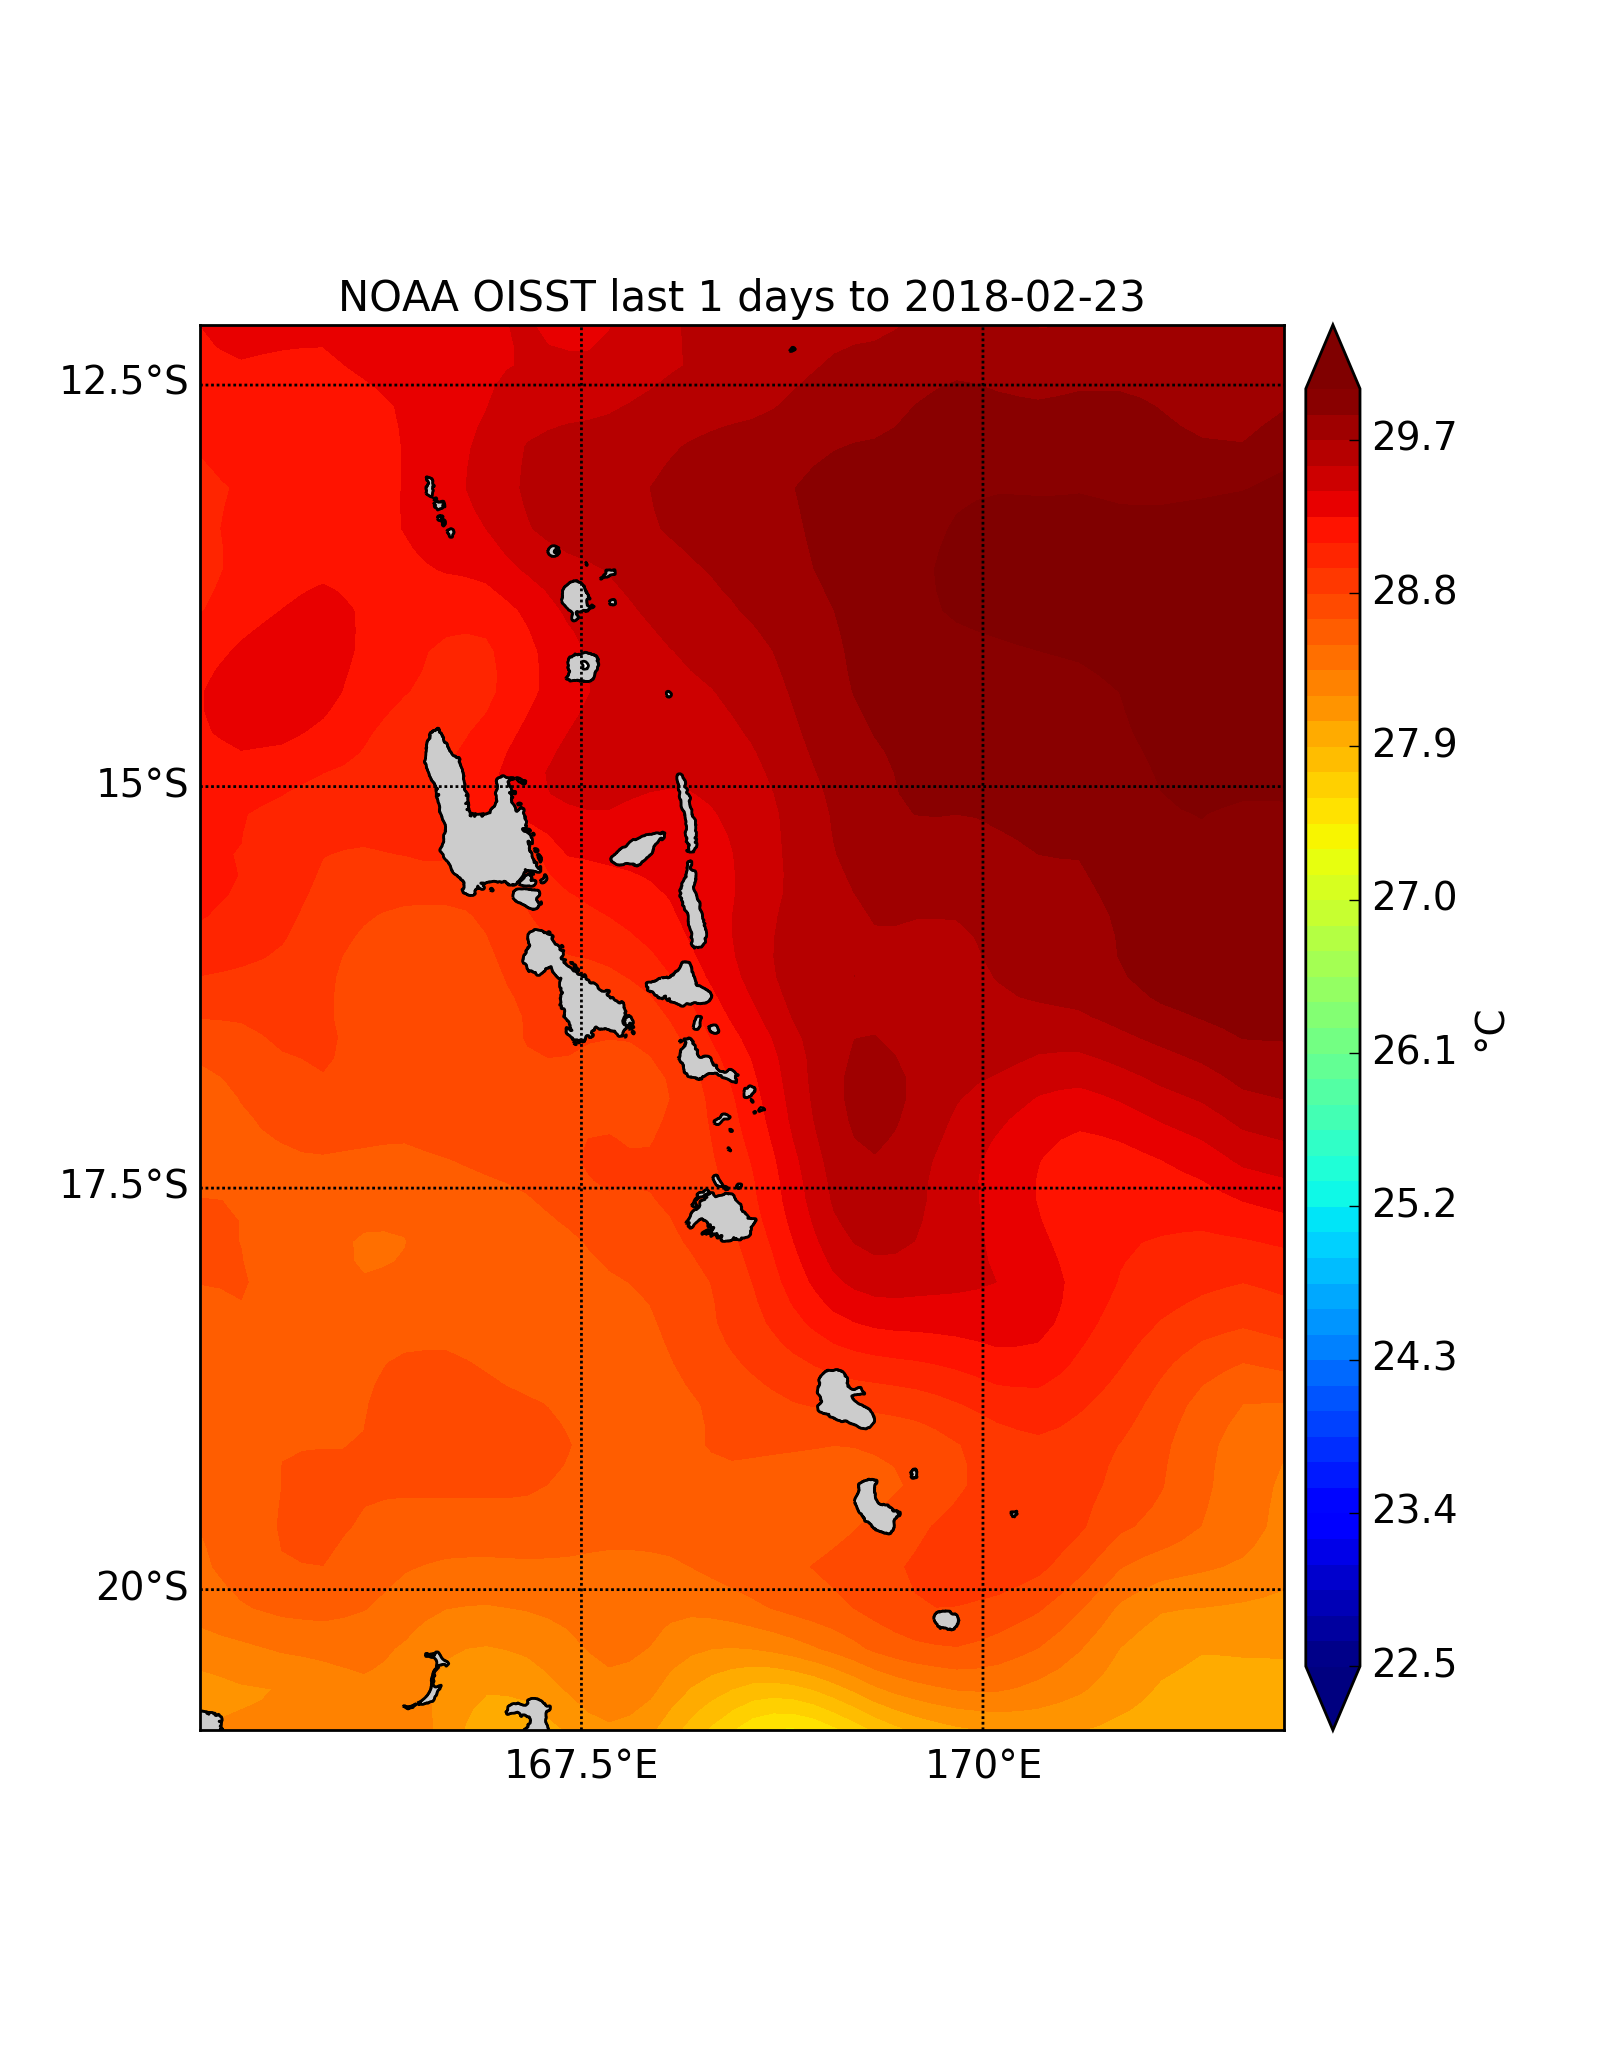 NOAA OISST last 1 days to 2018-02-23
12.5°S
15°S
17.5°S
20°S
167.5°E
170°E
29.7
28.8
27.9
27.0
26.1
25.2
24.3
23.4
22.5
°C